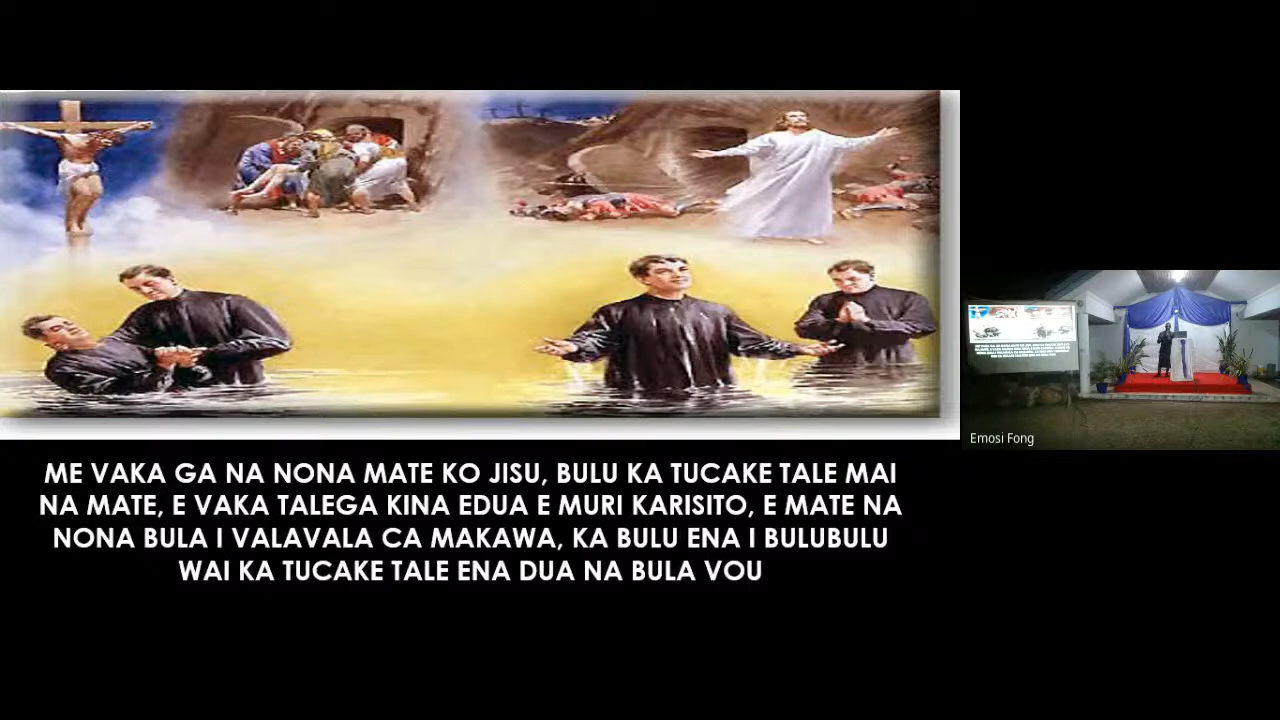 ME VAKA GA NA NONA MATE KO JISU, BULU KA TUCAKE TALE MAI
NA MATE, E VAKA TALEGA KINA EDUA E MURI KARISITO, E MATE NA
NONA BULA I VALAVALA CA MAKAWA, KA BULU ENA I BULUBULU
WAI KA TUCAKE TALE ENA DUA NA BULA VOU
Emosi Fong